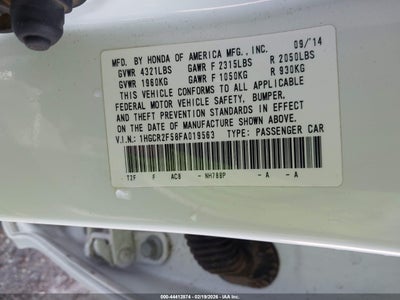 MFD. BY HONDA OF AMERICA MFG., INC. 09/14
GVWR 4321LBS GAWR F 2315LBS R 2050LBS
GVWR 1960KG GAWR F 1050KG R 930KG
THIS VEHICLE CONFORMS TO ALL APPLICABLE
FEDERAL MOTOR VEHICLE SAFETY, BUMPER,
AND THEFT PREVENTION STANDARDS IN EFFECT
ON THE DATE OF MANUFACTURE SHOWN ABOVE.
V.I.N: 1HGCR2F58FA019563 TYPE: PASSENGER CAR
T2F F AC8 - NH788P - A - A
000-44412874 - 02/19/2026 - IAAI.com